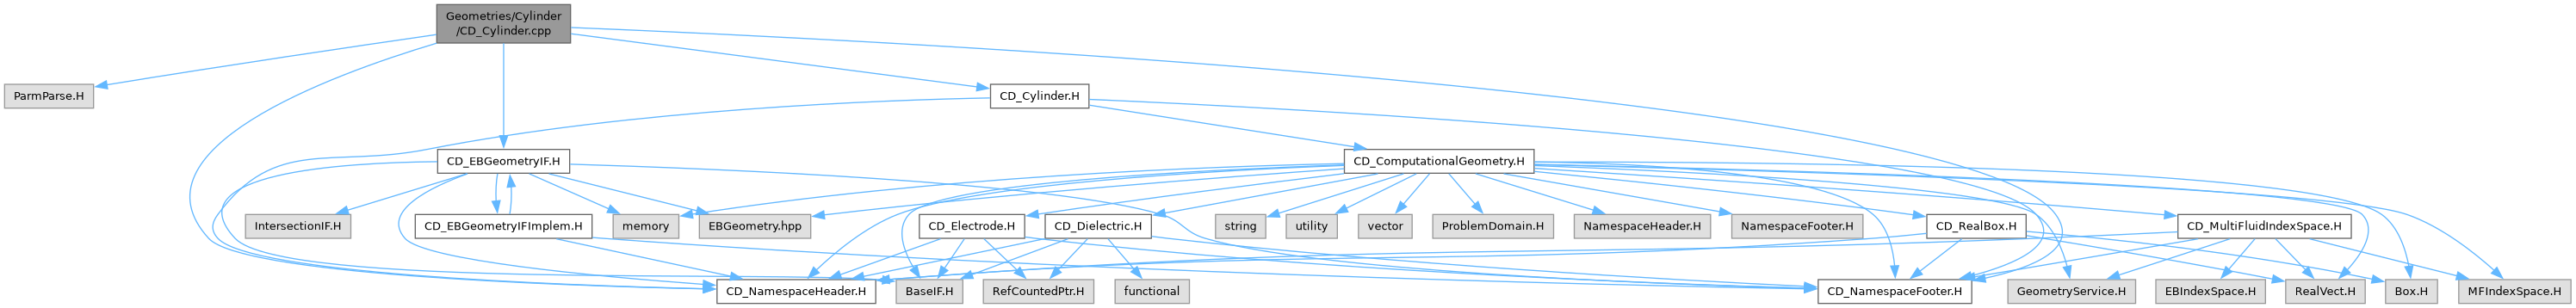 Geometries/Cylinder
/CD_Cylinder.cpp
ParmParse.H
CD_Cylinder.H
CD_EBGeometryIF.H
CD_ComputationalGeometry.H
IntersectionIF.H
CD_EBGeometryIFImplem.H
memory
EBGeometry.hpp
CD_Electrode.H
CD_Dielectric.H
string
utility
vector
ProblemDomain.H
NamespaceHeader.H
NamespaceFooter.H
CD_RealBox.H
CD_MultiFluidIndexSpace.H
CD_NamespaceHeader.H
BaseIF.H
RefCountedPtr.H
functional
CD_NamespaceFooter.H
GeometryService.H
EBIndexSpace.H
RealVect.H
Box.H
MFIndexSpace.H